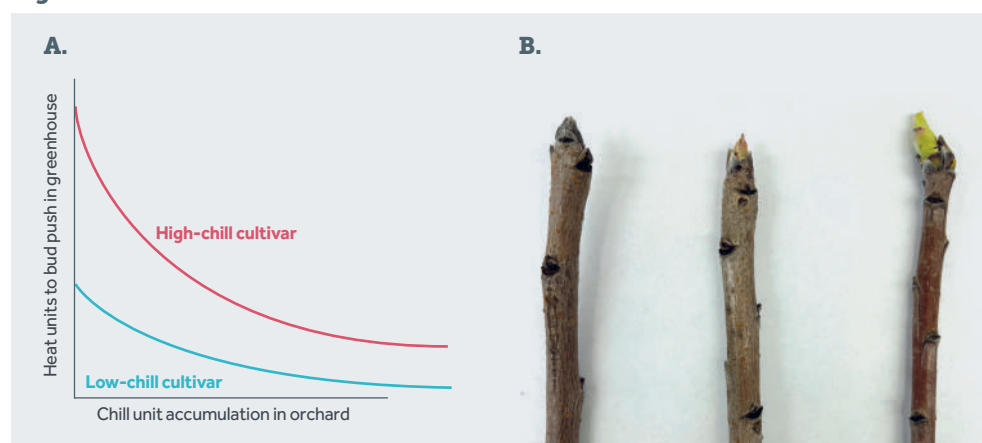 A.
B.
Heat units to bud push in greenhouse
High-chill cultivar
Low-chill cultivar
Chill unit accumulation in orchard